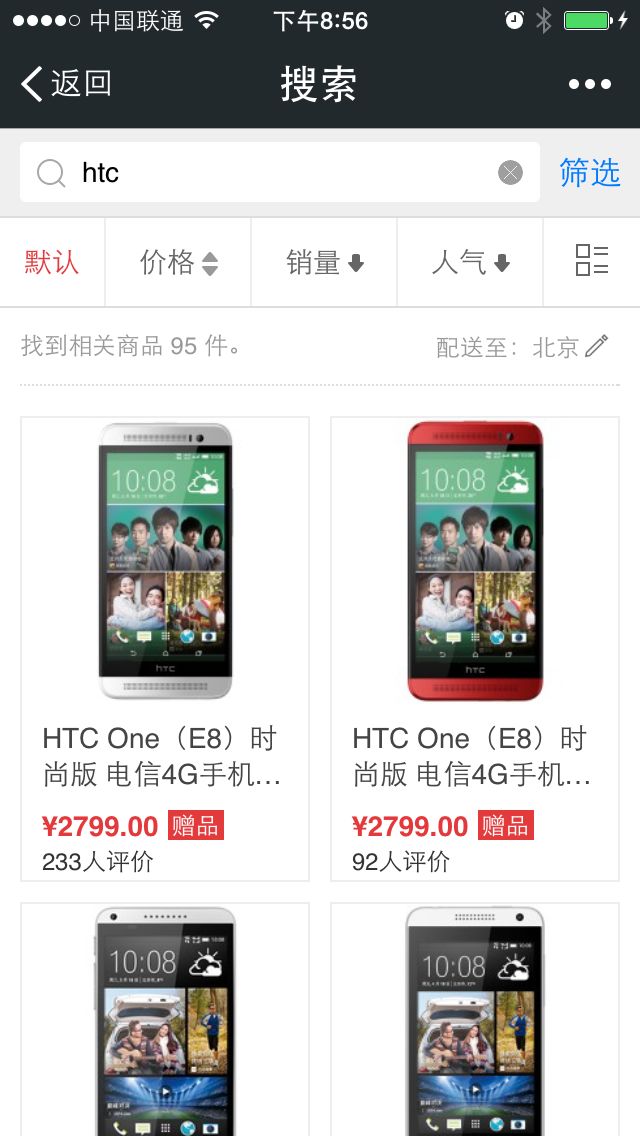 中国联通 下午8:56
返回 搜索
htc 筛选
默认 价格 销量 人气
找到相关商品 95 件。 配送至：北京
10:08 10:08
htc htc
HTC One（E8）时
尚版 电信4G手机...
¥2799.00 赠品
233人评价
HTC One（E8）时
尚版 电信4G手机...
¥2799.00 赠品
92人评价
10:08 10:08